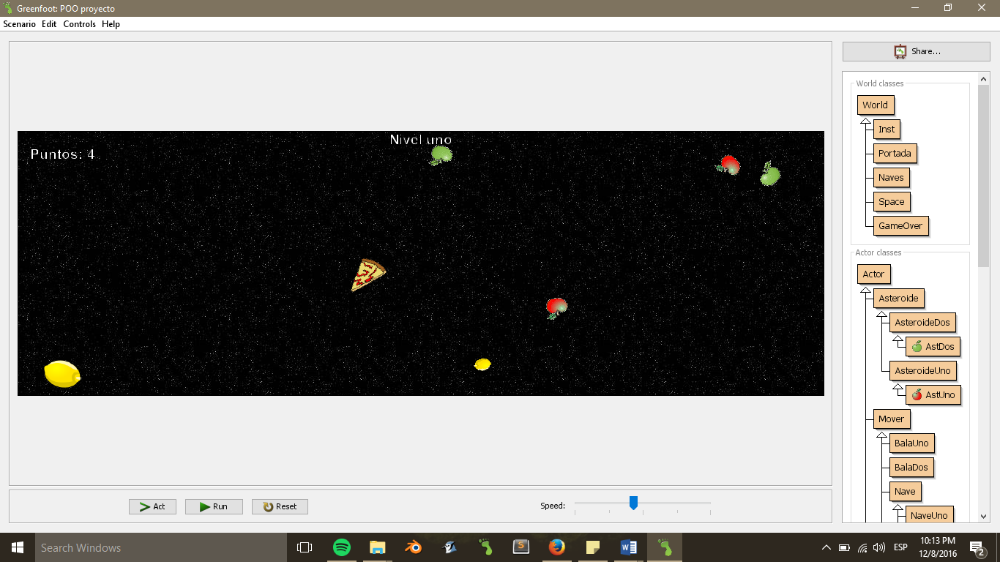 Greenfoot: POO proyecto
Scenario Edit Controls Help
Share...
World classes
World
Inst
Portada
Naves
Space
GameOver
Actor classes
Actor
Asteroide
AsteroideDos
AstDos
AsteroideUno
AstUno
Mover
BalaUno
BalaDos
Nave
NaveUno
Nivel uno
Puntos: 4
Act Run Reset Speed:
Search Windows
ESP
10:13 PM
12/8/2016
2